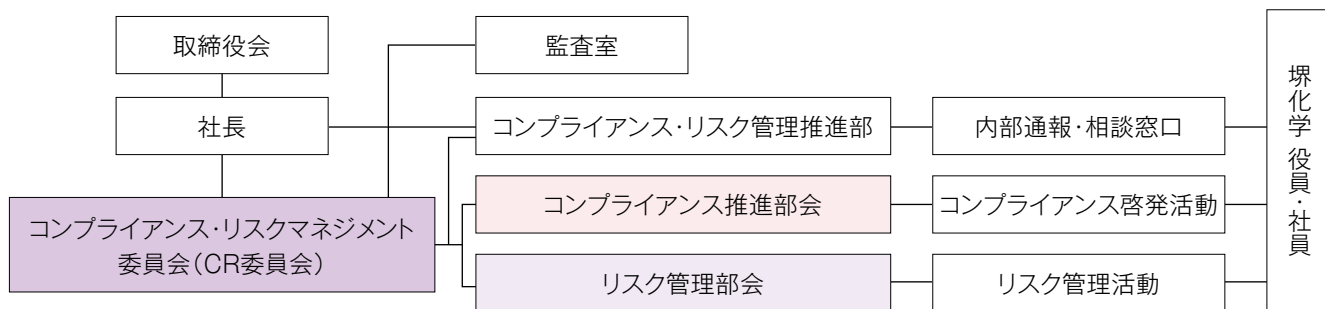 取締役会
監査室
社長
コンプライアンス・リスク管理推進部
内部通報・相談窓口
コンプライアンス・リスクマネジメント
委員会（CR委員会）
コンプライアンス推進部会
コンプライアンス啓発活動
リスク管理部会
リスク管理活動
堺化学 役員・社員